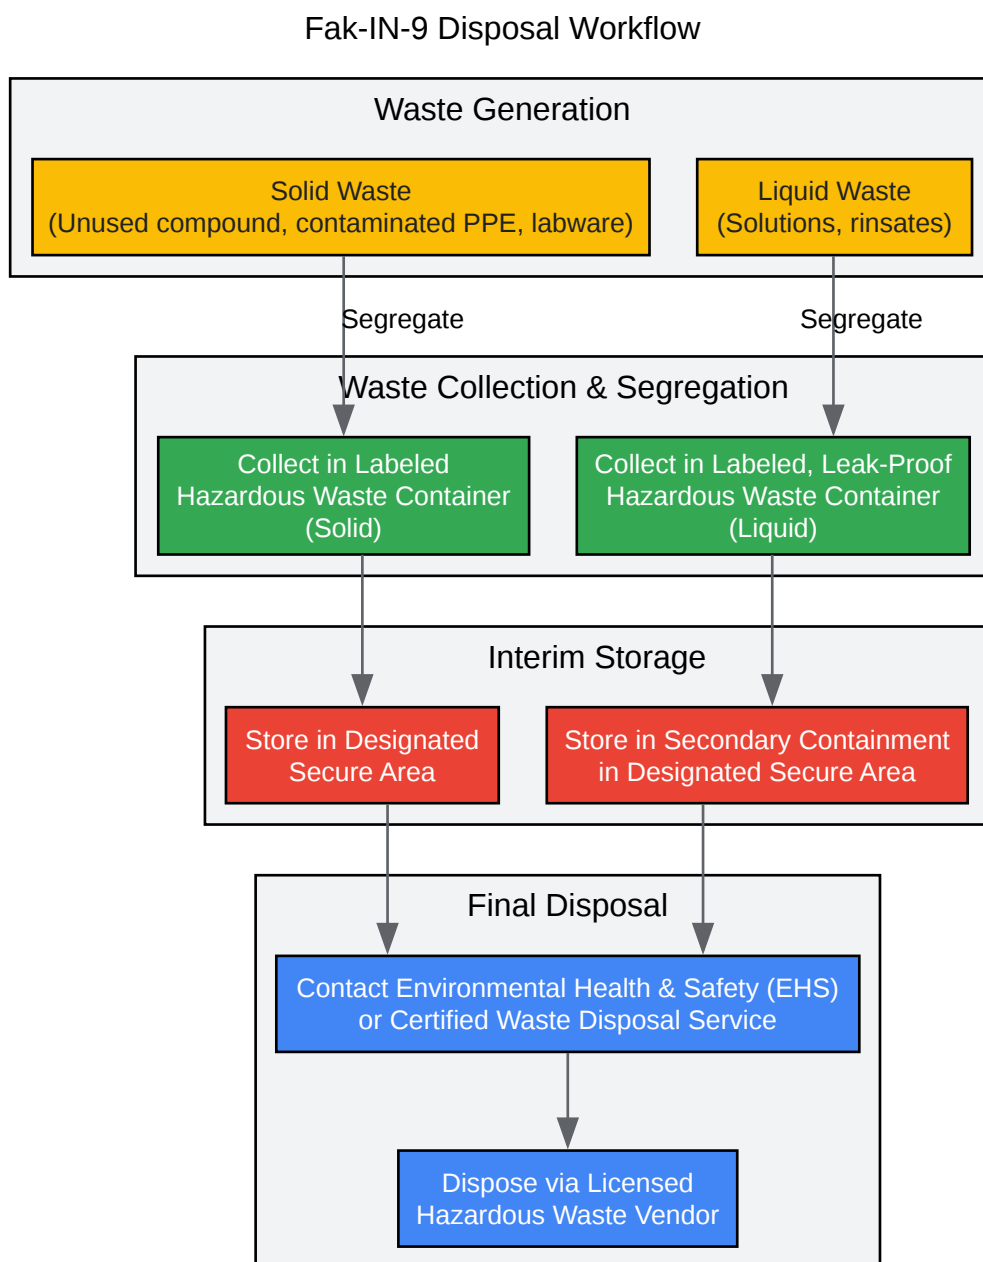 Fak-IN-9 Disposal Workflow
Waste Generation
Solid Waste
(Unused compound, contaminated PPE, labware)
Liquid Waste
(Solutions, rinsates)
Segregate
Segregate
Waste Collection & Segregation
Collect in Labeled
Hazardous Waste Container
(Solid)
Collect in Labeled, Leak-Proof
Hazardous Waste Container
(Liquid)
Interim Storage
Store in Designated
Secure Area
Store in Secondary Containment
in Designated Secure Area
Final Disposal
Contact Environmental Health & Safety (EHS)
or Certified Waste Disposal Service
Dispose via Licensed
Hazardous Waste Vendor